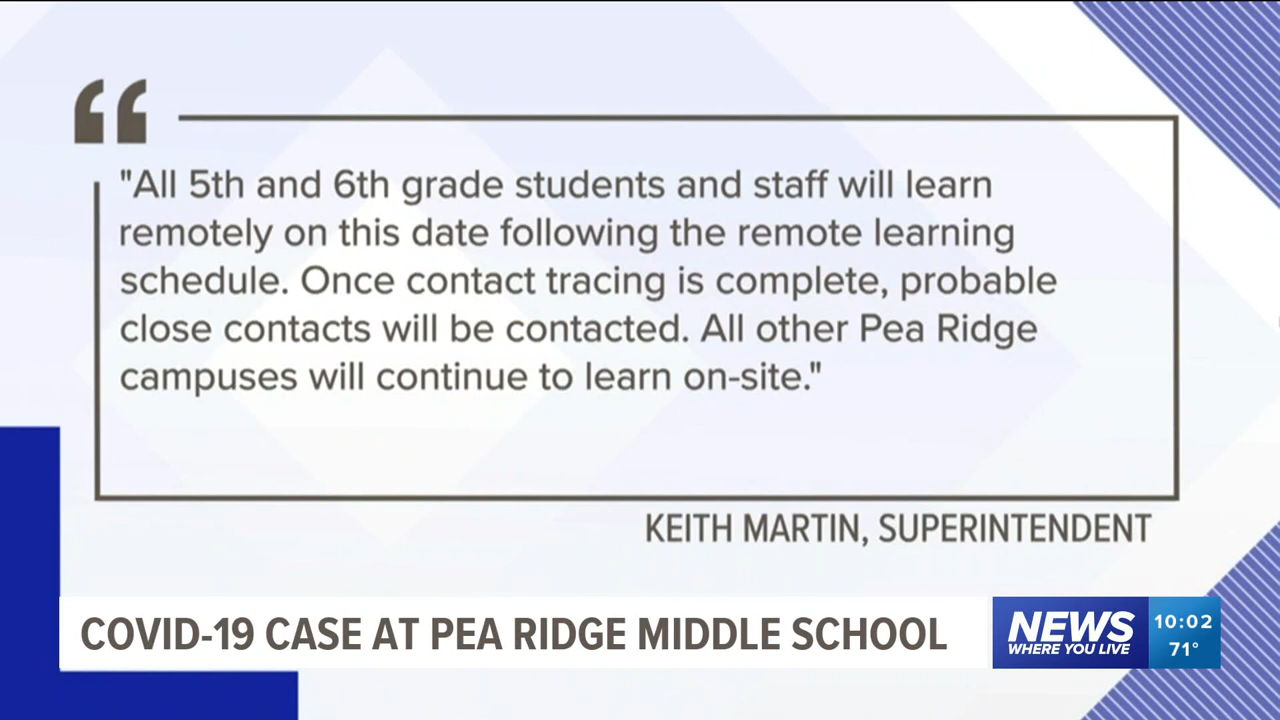 “
"All 5th and 6th grade students and staff will learn
remotely on this date following the remote learning
schedule. Once contact tracing is complete, probable
close contacts will be contacted. All other Pea Ridge
campuses will continue to learn on-site."
KEITH MARTIN, SUPERINTENDENT
COVID-19 CASE AT PEA RIDGE MIDDLE SCHOOL
NEWS
WHERE YOU LIVE
10:02
71°